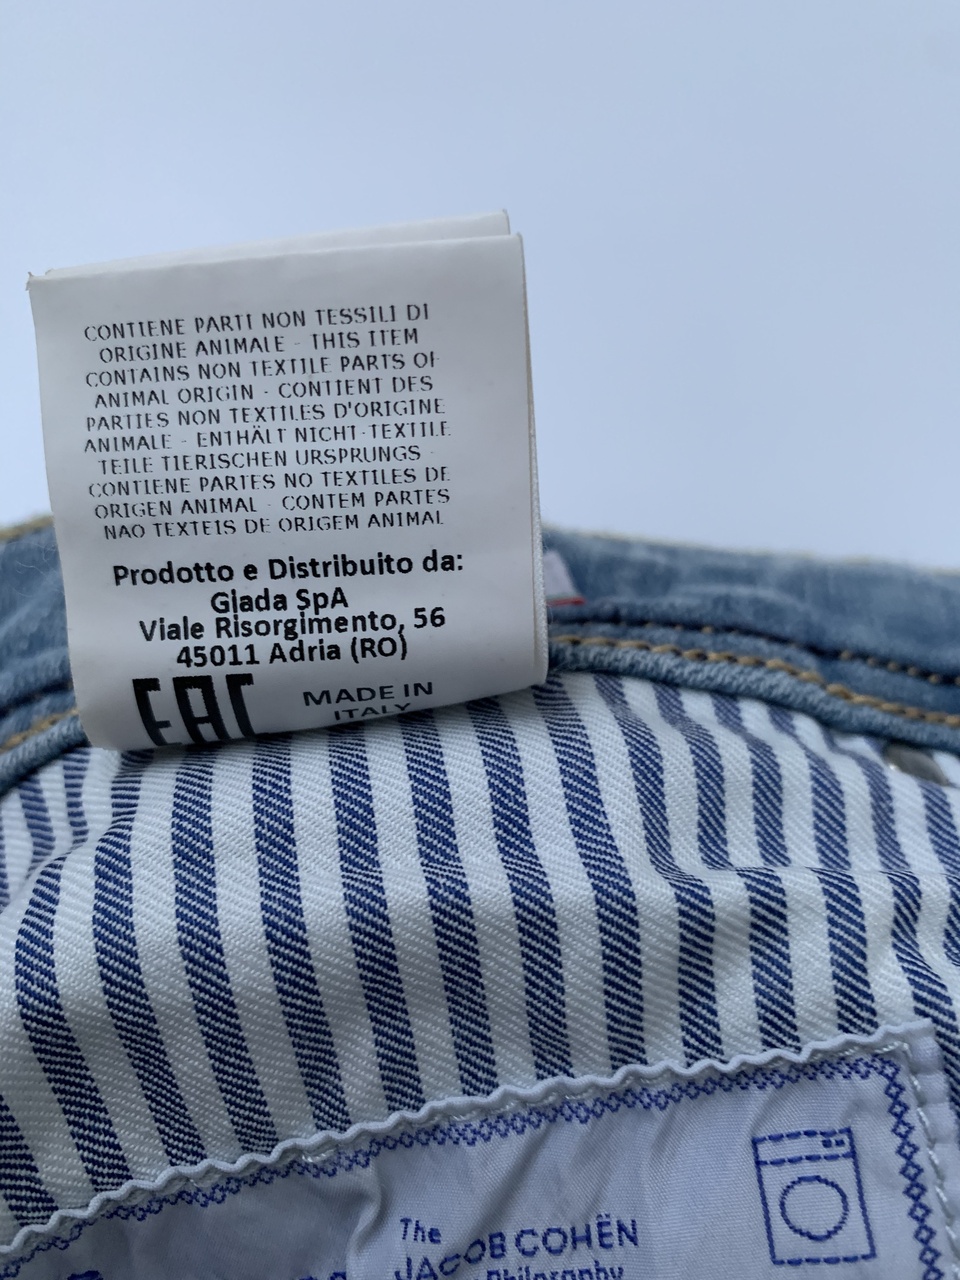 CONTIENE PARTI NON TESSILI DI
ORIGINE ANIMALE - THIS ITEM
CONTAINS NON TEXTILE PARTS OF
ANIMAL ORIGIN - CONTIENT DES
PARTIES NON TEXTILES D'ORIGINE
ANIMALE - ENTHÄLT NICHT-TEXTILE
TEILE TIERISCHEN URSPRUNGS -
CONTIENE PARTES NO TEXTILES DE
ORIGEN ANIMAL - CONTEM PARTES
NAO TEXTEIS DE ORIGEM ANIMAL
Prodotto e Distribuito da:
Giada SpA
Viale Risorgimento, 56
45011 Adria (RO)
EAC MADE IN
ITALY
The
JACOB COHËN
Philosophy